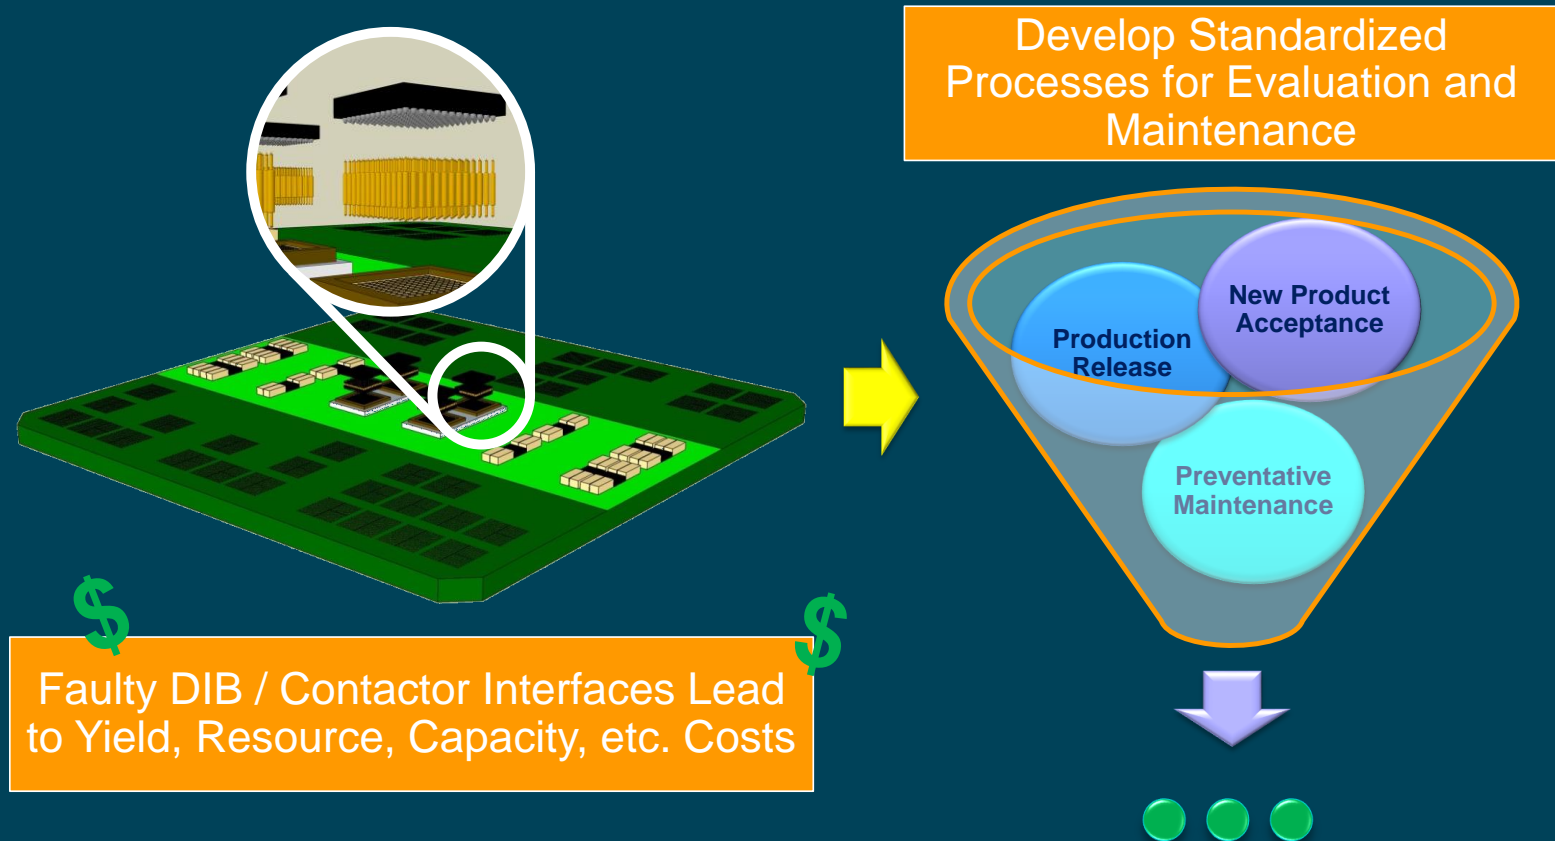 Develop Standardized
Processes for Evaluation and
Maintenance
New Product
Acceptance
Production
Release
Preventative
Maintenance
$
$
Faulty DIB / Contactor Interfaces Lead
to Yield, Resource, Capacity, etc. Costs